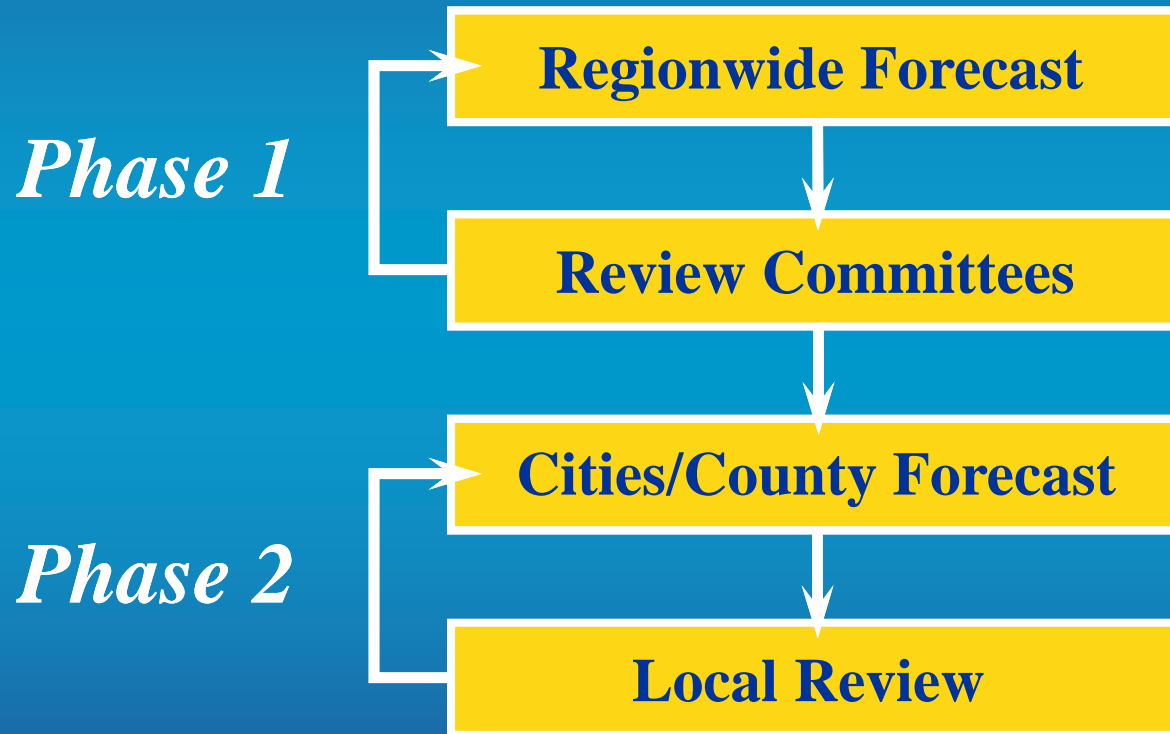 Regionwide Forecast
Phase 1
Review Committees
Cities/County Forecast
Phase 2
Local Review